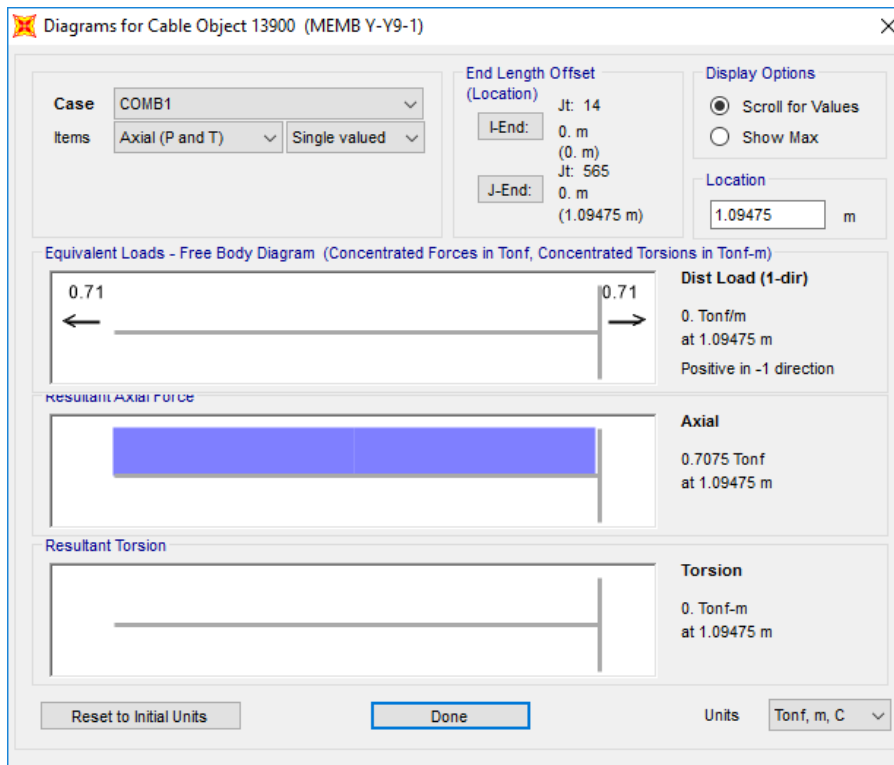 Diagrams for Cable Object 13900 (MEMB Y-Y9-1)
Case COMB1
Items Axial (P and T) Single valued
End Length Offset
(Location)
Jt: 14
I-End: 0. m
(0. m)
Jt: 565
J-End: 0. m
(1.09475 m)
Display Options
Scroll for Values
Show Max
Location
1.09475 m
Equivalent Loads - Free Body Diagram (Concentrated Forces in Tonf, Concentrated Torsions in Tonf-m)
0.71 0.71
Dist Load (1-dir)
0. Tonf/m
at 1.09475 m
Positive in -1 direction
Resultant Axial Force
Axial
0.7075 Tonf
at 1.09475 m
Resultant Torsion
Torsion
0. Tonf-m
at 1.09475 m
Reset to Initial Units Done Units Tonf, m, C